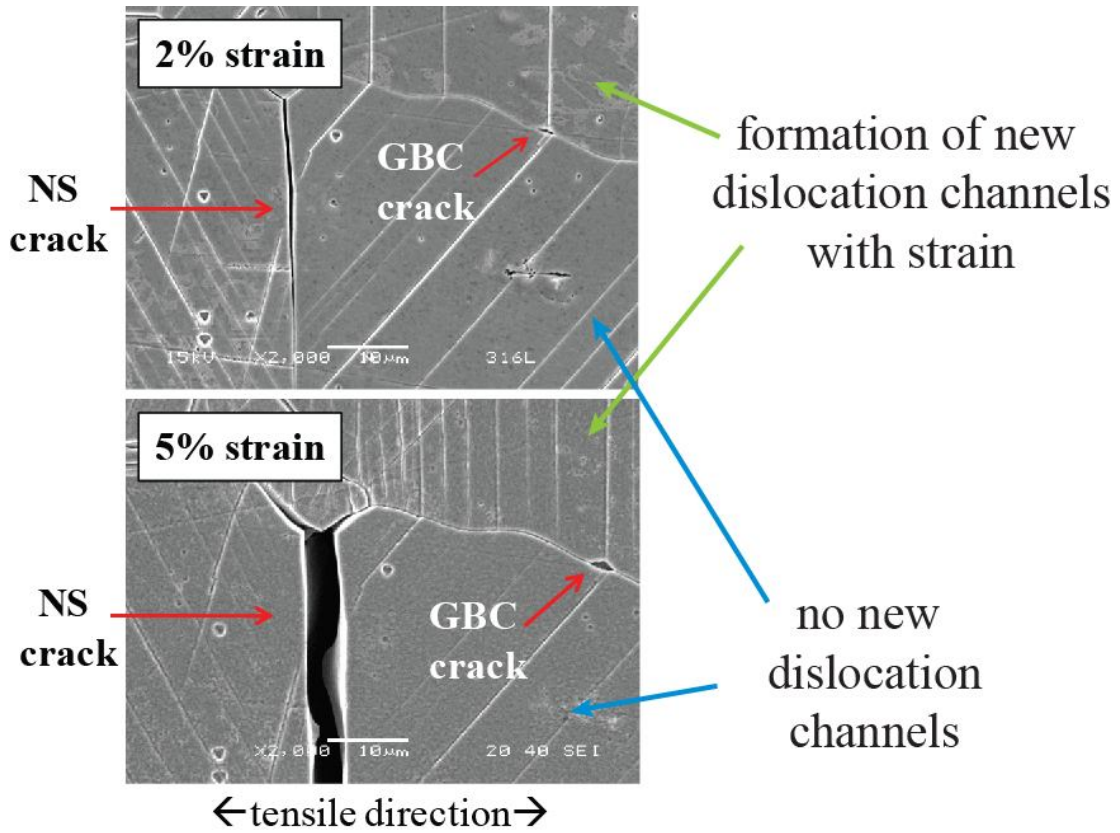 2% strain
NS
crack
GBC
crack
15kV X2,000 10μm 316L
formation of new
dislocation channels
with strain
5% strain
NS
crack
GBC
crack
X2,000 10μm 20 40 SEI
no new
dislocation
channels
←tensile direction→